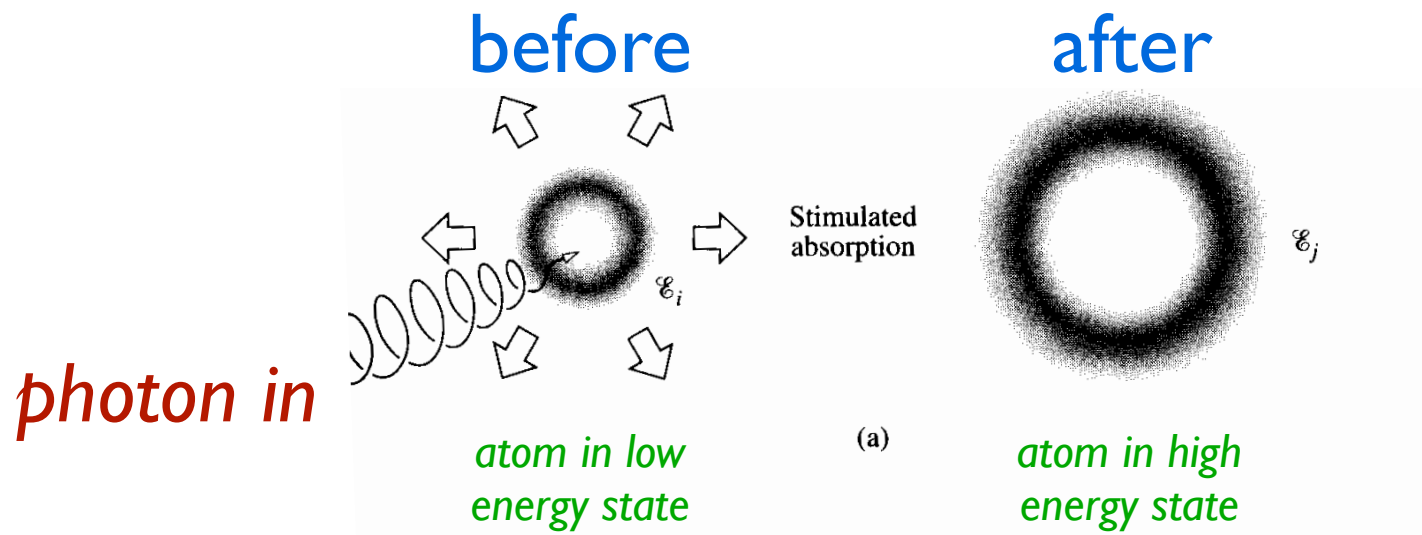 before
after
Stimulated
absorption
ℰi
ℰj
photon in
(a)
atom in low
energy state
atom in high
energy state